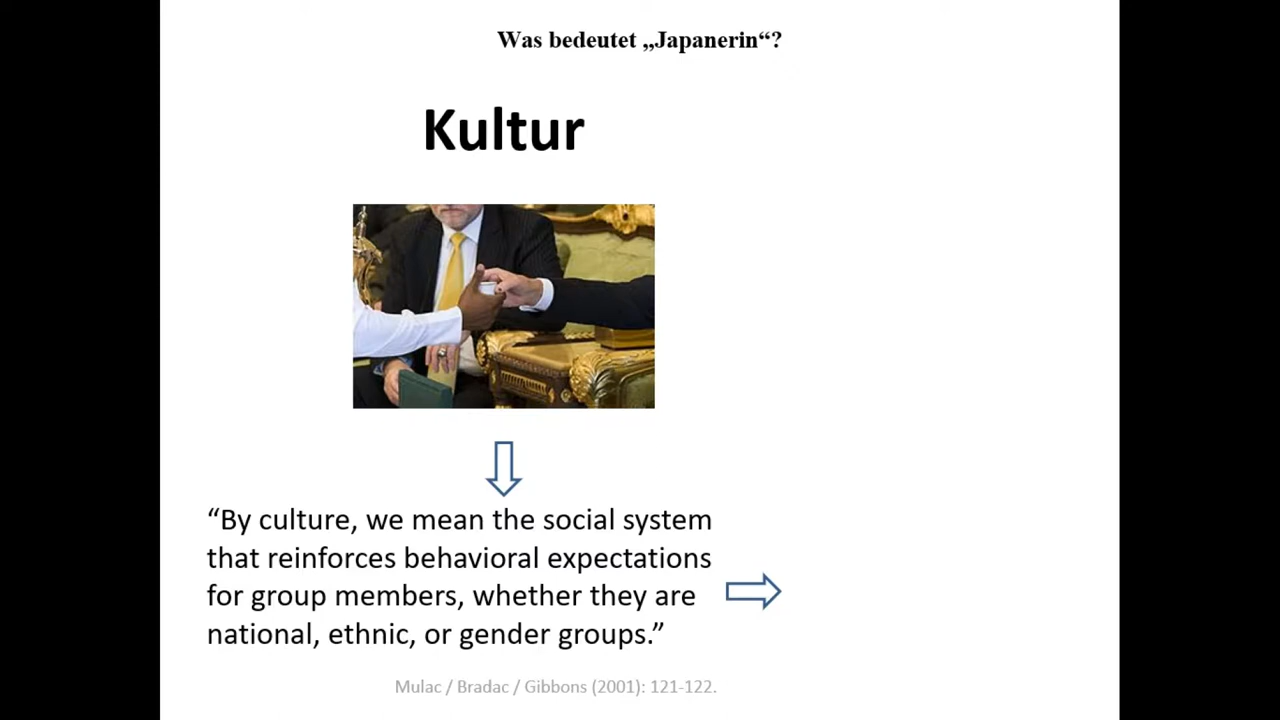 Was bedeutet „Japanerin“?
Kultur
“By culture, we mean the social system
that reinforces behavioral expectations
for group members, whether they are
national, ethnic, or gender groups.”
Mulac / Bradac / Gibbons (2001): 121-122.